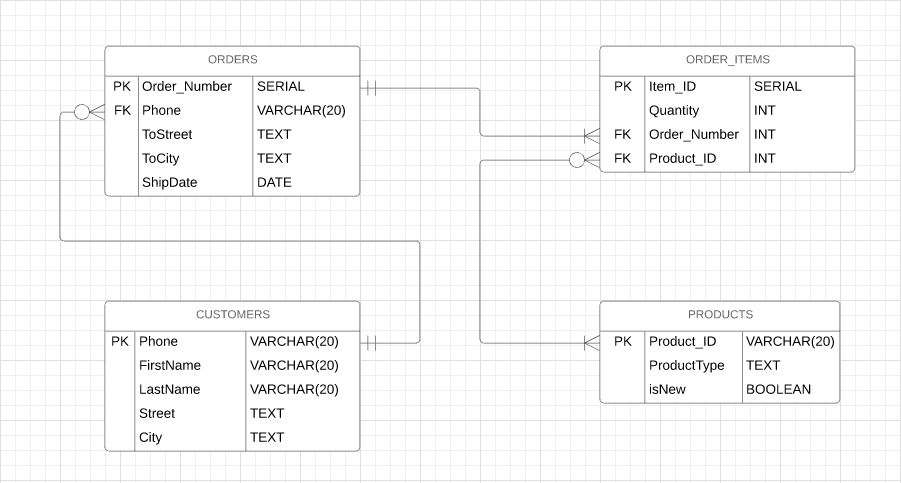 ORDERS
PK Order_Number SERIAL
FK Phone VARCHAR(20)
ToStreet TEXT
ToCity TEXT
ShipDate DATE
ORDER_ITEMS
PK Item_ID SERIAL
Quantity INT
FK Order_Number INT
FK Product_ID INT
CUSTOMERS
PK Phone VARCHAR(20)
FirstName VARCHAR(20)
LastName VARCHAR(20)
Street TEXT
City TEXT
PRODUCTS
PK Product_ID VARCHAR(20)
ProductType TEXT
isNew BOOLEAN